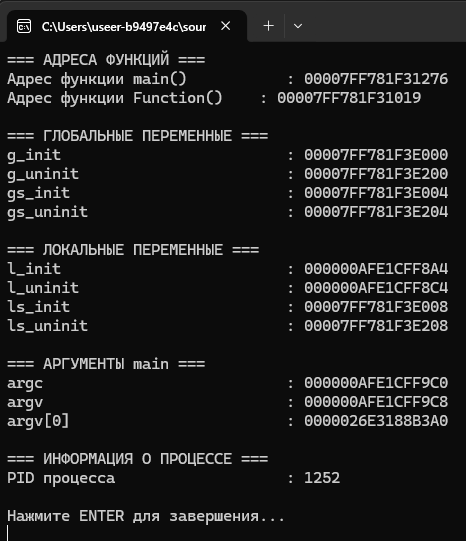 C:\Users\useer-b9497e4c\sour
=== АДРЕСА ФУНКЦИЙ ===
Адрес функции main() : 00007FF781F31276
Адрес функции Function() : 00007FF781F31019
=== ГЛОБАЛЬНЫЕ ПЕРЕМЕННЫЕ ===
g_init : 00007FF781F3E000
g_uninit : 00007FF781F3E200
gs_init : 00007FF781F3E004
gs_uninit : 00007FF781F3E204
=== ЛОКАЛЬНЫЕ ПЕРЕМЕННЫЕ ===
l_init : 000000AFE1CFF8A4
l_uninit : 000000AFE1CFF8C4
ls_init : 00007FF781F3E008
ls_uninit : 00007FF781F3E208
=== АРГУМЕНТЫ main ===
argc : 000000AFE1CFF9C0
argv : 000000AFE1CFF9C8
argv[0] : 0000026E3188B3A0
=== ИНФОРМАЦИЯ О ПРОЦЕССЕ ===
PID процесса : 1252
Нажмите ENTER для завершения...